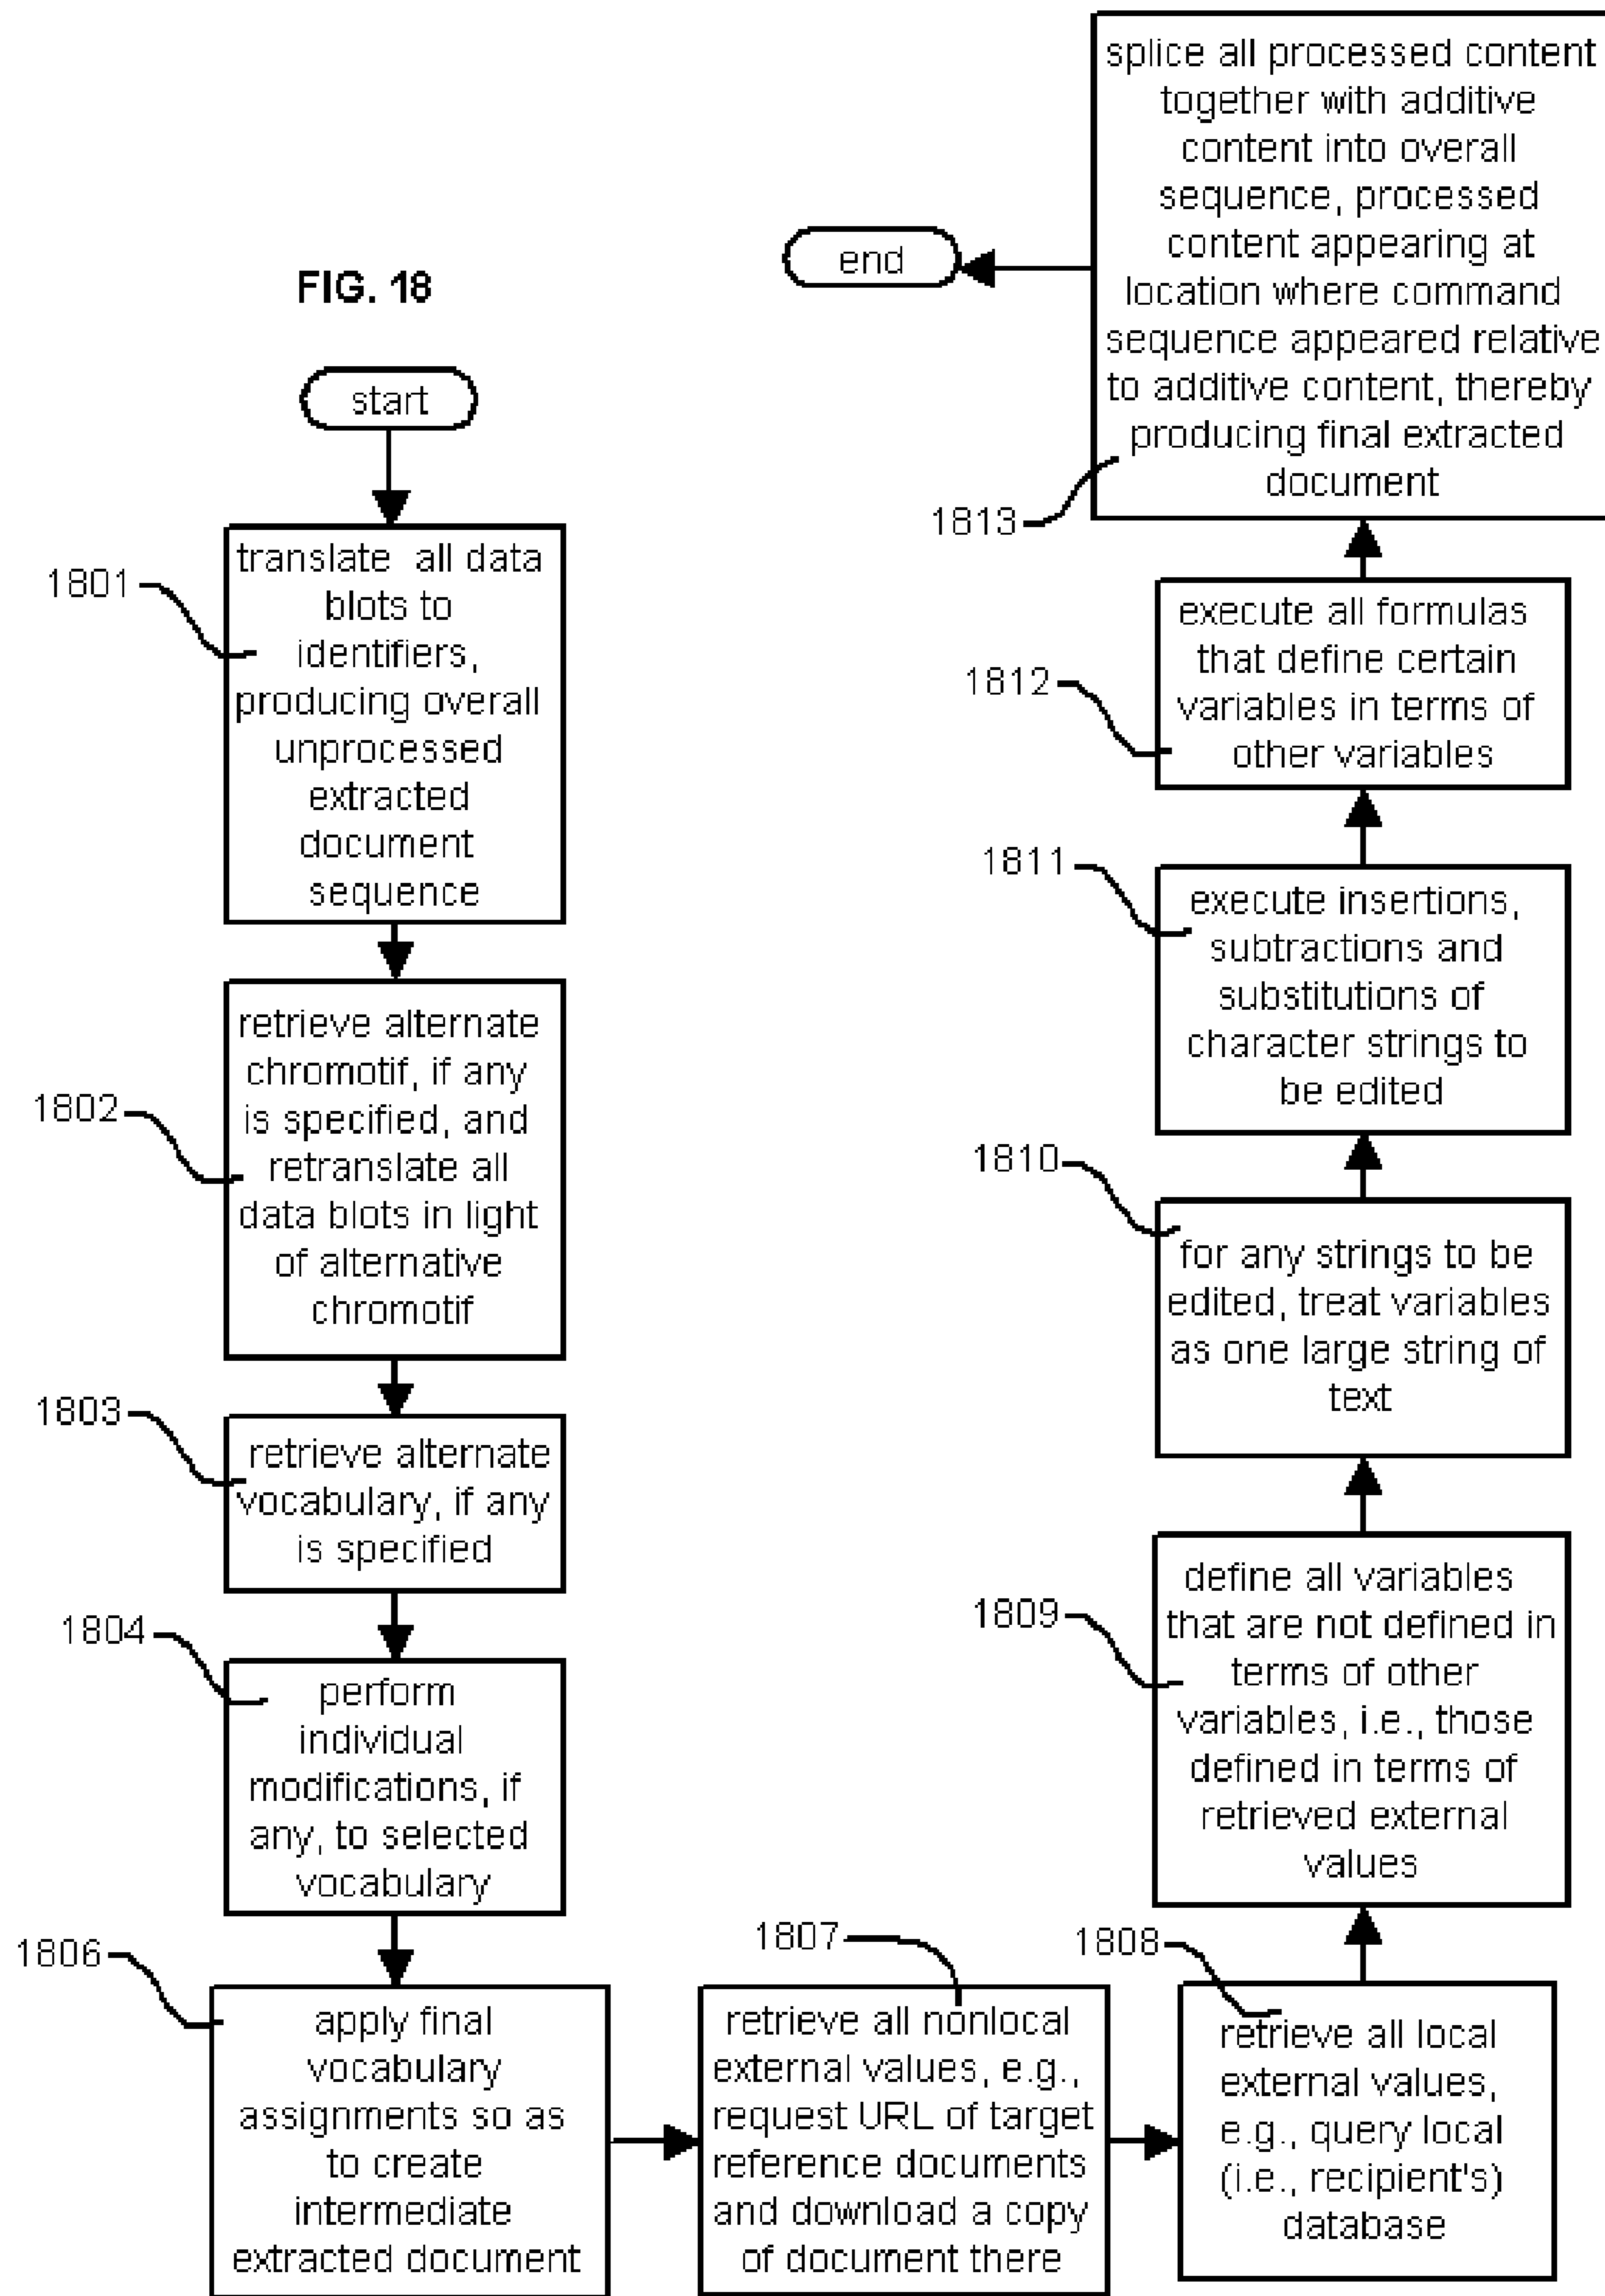 FIG. 18
start
1801
translate all data
blots to
identifiers,
producing overall
unprocessed
extracted
document
sequence
1802
retrieve alternate
chromotif, if any
is specified, and
retranslate all
data blots in light
of alternative
chromotif
1803
retrieve alternate
vocabulary, if any
is specified
1804
perform
individual
modifications, if
any, to selected
vocabulary
1806
apply final
vocabulary
assignments so as
to create
intermediate
extracted document
1807
retrieve all nonlocal
external values, e.g.,
request URL of target
reference documents
and download a copy
of document there
1808
retrieve all local
external values,
e.g., query local
(i.e., recipient's)
database
1809
define all variables
that are not defined in
terms of other
variables, i.e., those
defined in terms of
retrieved external
values
1810
for any strings to be
edited, treat variables
as one large string of
text
1811
execute insertions,
subtractions and
substitutions of
character strings to
be edited
1812
execute all formulas
that define certain
variables in terms of
other variables
1813
splice all processed content
together with additive
content into overall
sequence, processed
content appearing at
location where command
sequence appeared relative
to additive content, thereby
producing final extracted
document
end